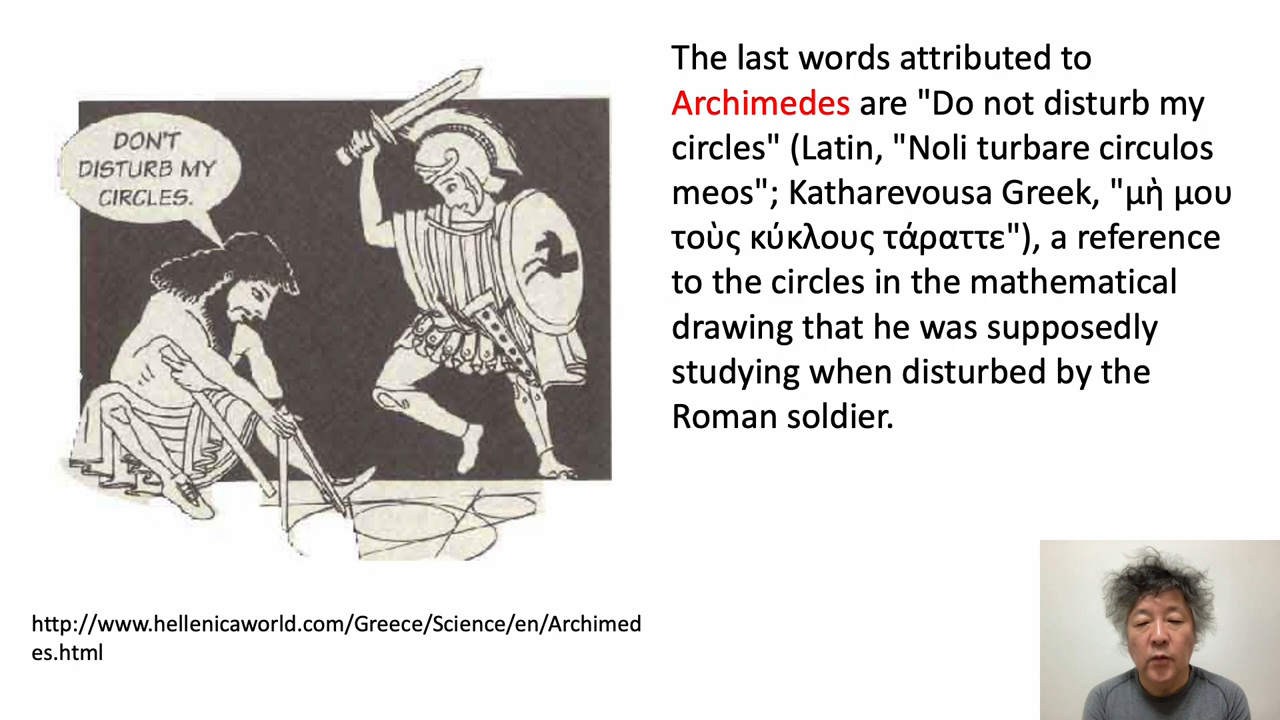 DON'T
DISTURB MY
CIRCLES.
The last words attributed to
Archimedes are "Do not disturb my
circles" (Latin, "Noli turbare circulos
meos"; Katharevousa Greek, "μὴ μου
τοὺς κύκλους τάραττε"), a reference
to the circles in the mathematical
drawing that he was supposedly
studying when disturbed by the
Roman soldier.
http://www.hellenicaworld.com/Greece/Science/en/Archimed
es.html